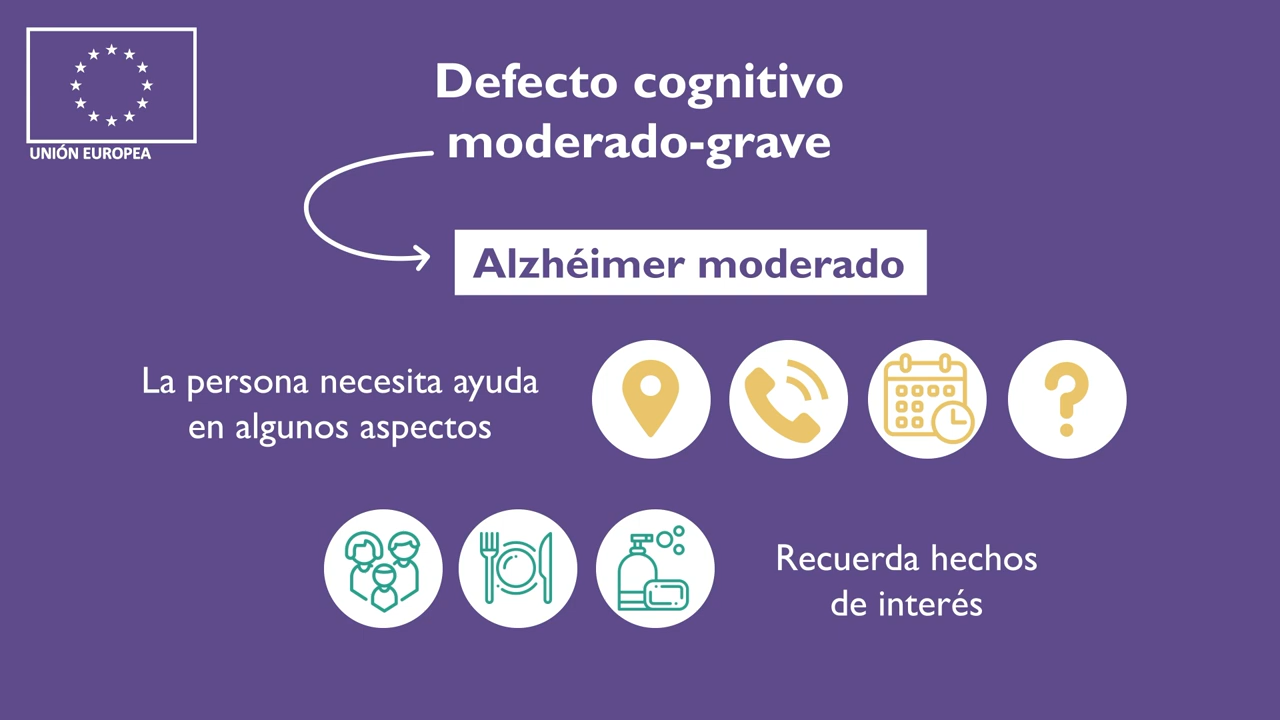 UNIÓN EUROPEA
Defecto cognitivo
moderado-grave
Alzhéimer moderado
La persona necesita ayuda
en algunos aspectos
?
Recuerda hechos
de interés